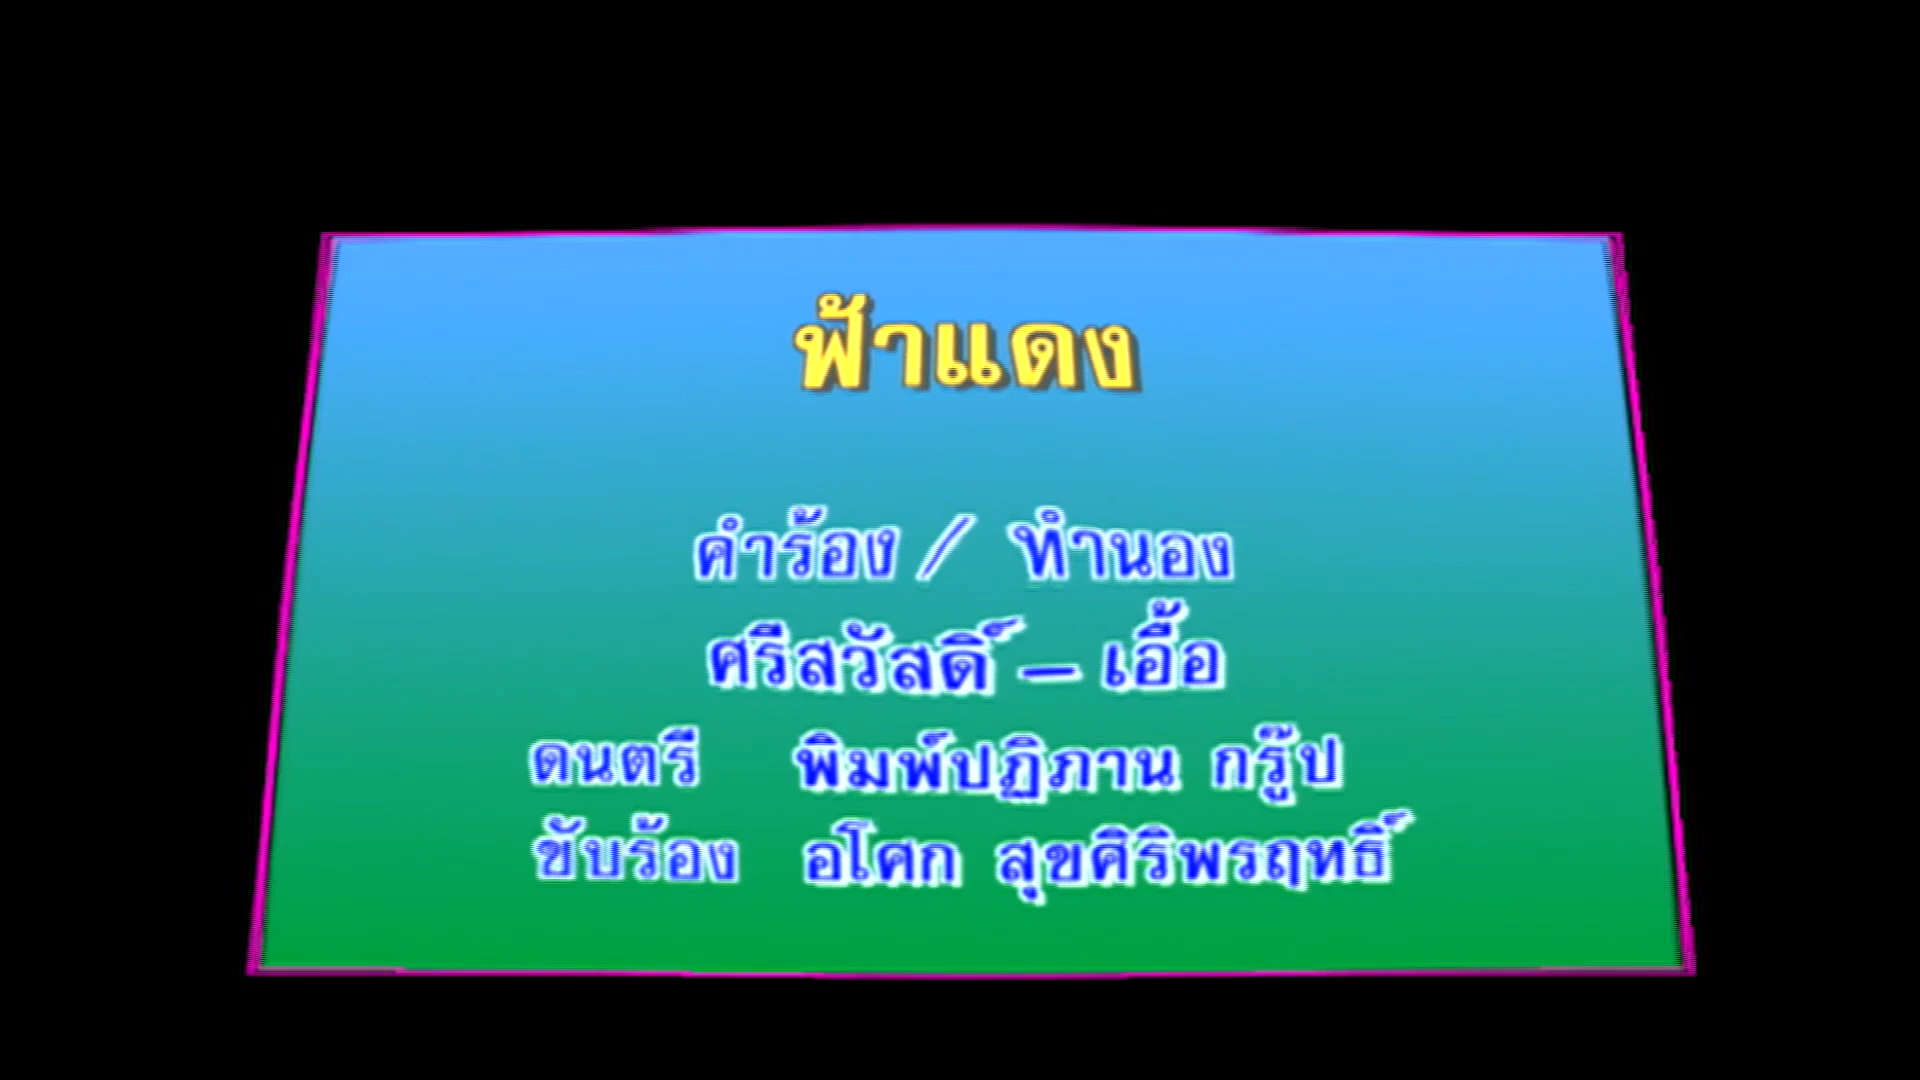 ฟ้าแดง
คำร้อง / ทำนอง
ศรีสวัสดิ์ – เอื้อ
ดนตรี พิมพ์ปฏิภาน กรุ๊ป
ขับร้อง อโศก สุขศิริพรฤทธิ์